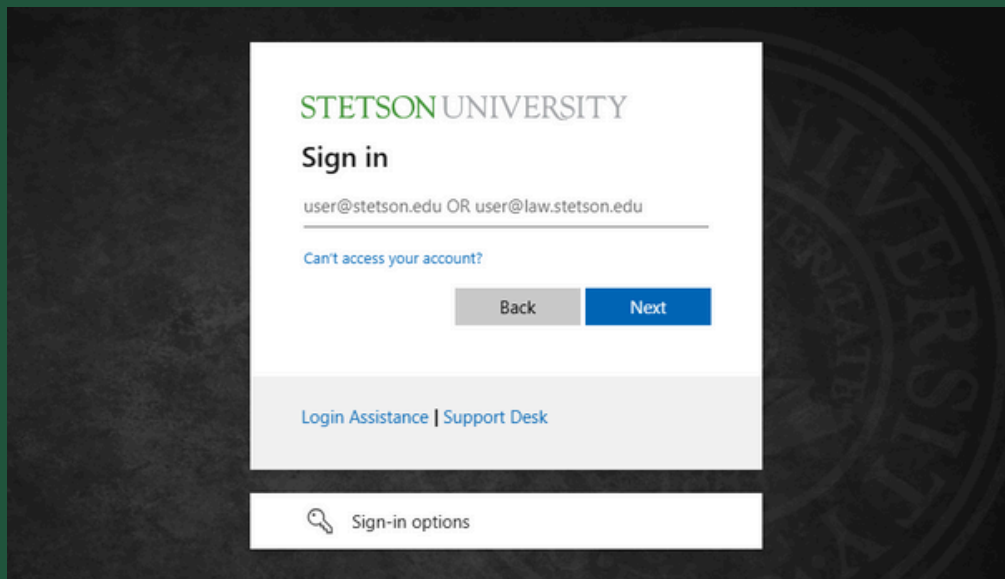 STETSON UNIVERSITY
Sign in
user@stetson.edu OR user@law.stetson.edu
Can't access your account?
Back Next
Login Assistance | Support Desk
Sign-in options
UNIVERSITY